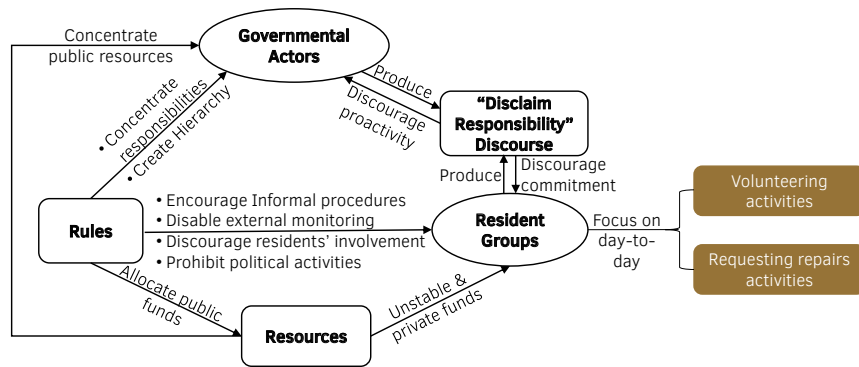 Concentrate
public resources
Governmental
Actors
Produce
Discourage
proactivity
“Disclaim
Responsibility”
Discourse
• Concentrate
responsibilities
• Create Hierarchy
Produce
Discourage
commitment
Rules
• Encourage Informal procedures
• Disable external monitoring
• Discourage residents’ involvement
• Prohibit political activities
Resident
Groups
Focus on
day-to-
day
Volunteering
activities
Requesting repairs
activities
Allocate public
funds
Resources
Unstable &
private funds